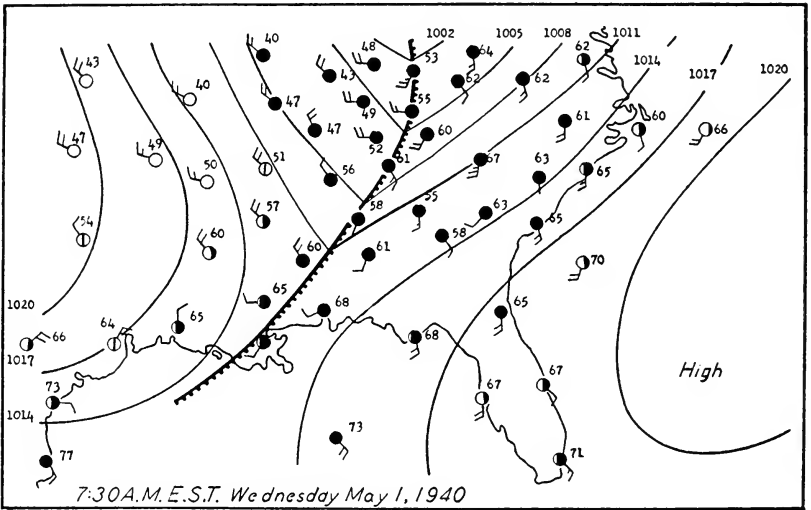 40 1002 1005 1008 1011
48 53 64 62
43 43 62 62 1014
40 1017 1020
47 49 55
47 61 60 66
47 49 52 60
51 56 61 67 63 65
50
54 57 58 55 63 65
60 60 61 58 70
1020 65 68 65
66 64 65
1017 68
73 67 67 High
1014 73
77 71
7:30A.M. E.S.T. Wednesday May 1, 1940